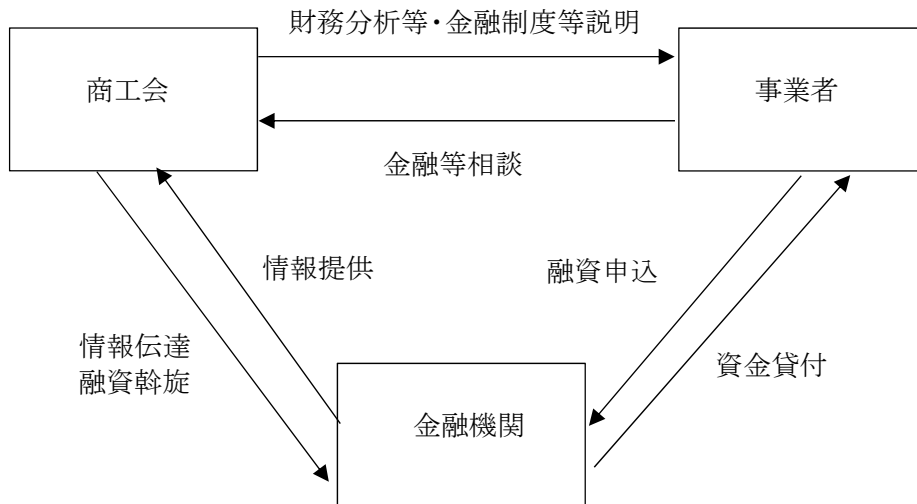 財務分析等・金融制度等説明
商工会
事業者
金融等相談
情報提供
融資申込
情報伝達
融資斡旋
資金貸付
金融機関